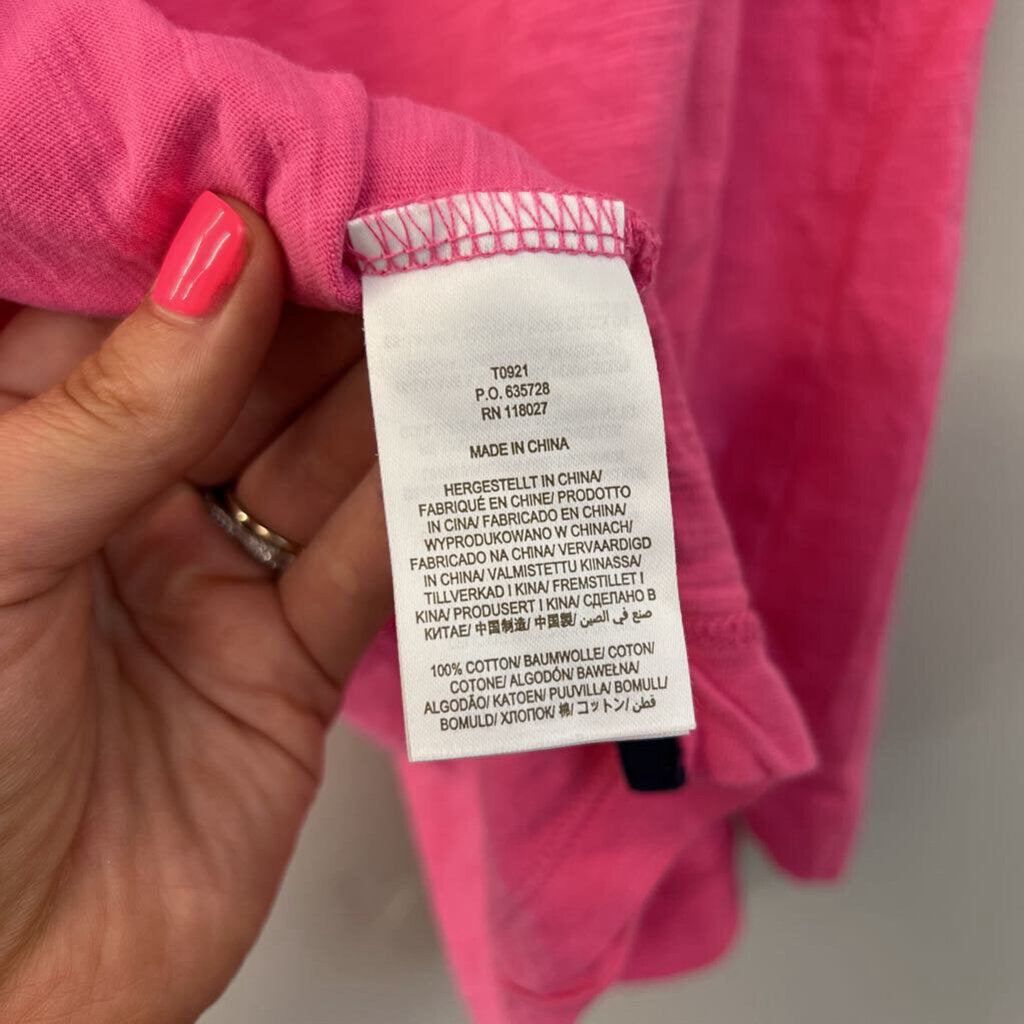 T0921
P.O. 635728
RN 118027
MADE IN CHINA
HERGESTELLT IN CHINA/
FABRIQUÉ EN CHINE/ PRODOTTO
IN CINA/ FABRICADO EN CHINA/
WYPRODUKOWANO W CHINACH/
FABRICADO NA CHINA/ VERVAARDIGD
IN CHINA/ VALMISTETTU KIINASSA/
TILLVERKAD I KINA/ FREMSTILLET I
KINA/ PRODUSERT I KINA/ СДЕЛАНО В
КИТАЕ/ 中国制造/ 中国製/ صنع في الصين
100% COTTON/ BAUMWOLLE/ COTON/
COTONE/ ALGODÓN/ BAWEŁNA/
ALGODÃO/ KATOEN/ PUUVILLA/ BOMULL/
BOMULD/ ХЛОПОК/ 棉/ コットン/ قطن